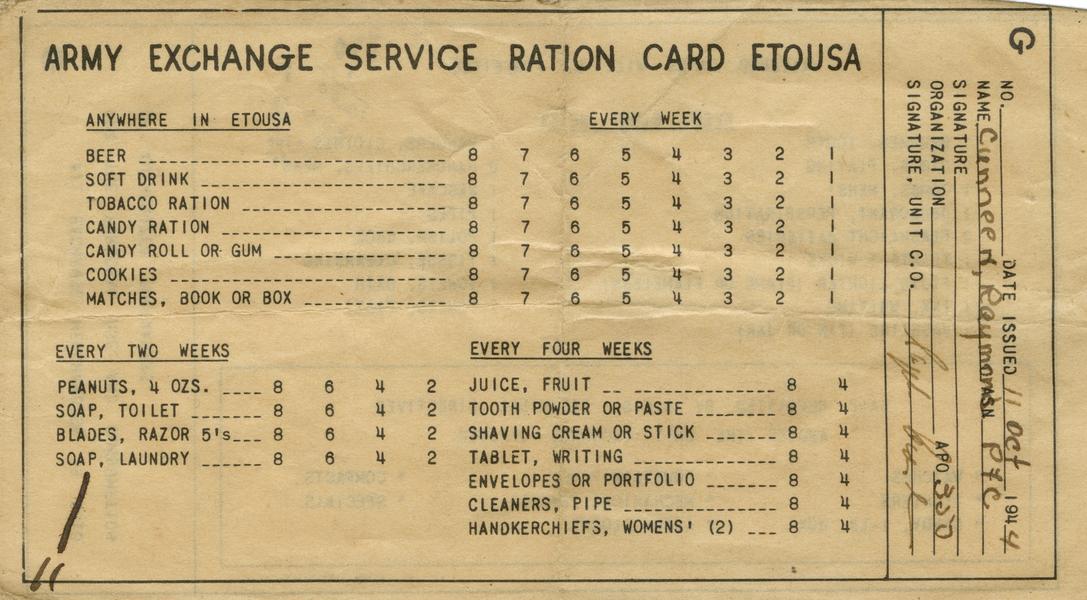 ARMY EXCHANGE SERVICE RATION CARD ETOUSA
ANYWHERE IN ETOUSA EVERY WEEK
BEER 8 7 6 5 4 3 2 1
SOFT DRINK 8 7 6 5 4 3 2 1
TOBACCO RATION 8 7 6 5 4 3 2 1
CANDY RATION 8 7 6 5 4 3 2 1
CANDY ROLL OR GUM 8 7 6 5 4 3 2 1
COOKIES 8 7 6 5 4 3 2 1
MATCHES, BOOK OR BOX 8 7 6 5 4 3 2 1
EVERY TWO WEEKS
PEANUTS, 4 OZS. 8 6 4 2
SOAP, TOILET 8 6 4 2
BLADES, RAZOR 5's 8 6 4 2
SOAP, LAUNDRY 8 6 4 2
EVERY FOUR WEEKS
JUICE, FRUIT 8 4
TOOTH POWDER OR PASTE 8 4
SHAVING CREAM OR STICK 8 4
TABLET, WRITING 8 4
ENVELOPES OR PORTFOLIO 8 4
CLEANERS, PIPE 8 4
HANDKERCHIEFS, WOMENS' (2) 8 4
G
NO. DATE ISSUED 11 Oct 1944
NAME Cunneen, Raymond ASN PFC
SIGNATURE
ORGANIZATION APO 350
SIGNATURE, UNIT C.O.